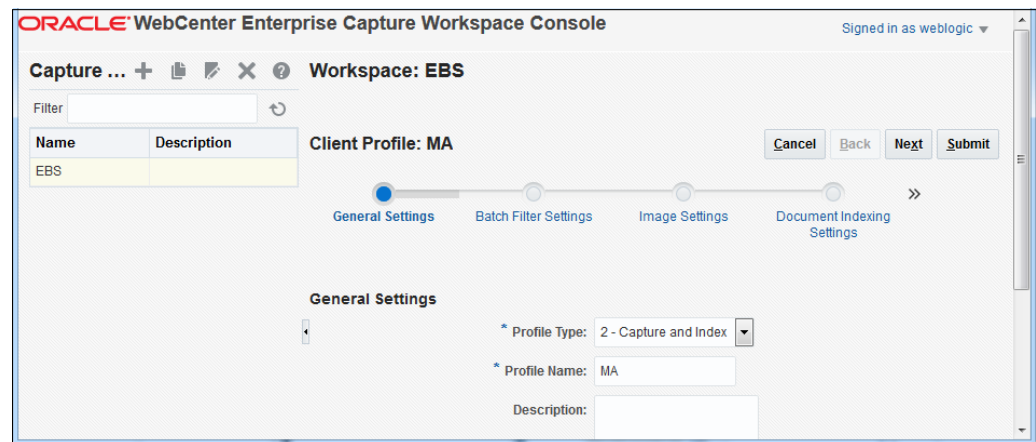 ORACLE WebCenter Enterprise Capture Workspace Console
Signed in as weblogic
Capture ...
Workspace: EBS
Filter
Name Description
EBS
Client Profile: MA
Cancel Back Next Submit
General Settings Batch Filter Settings Image Settings Document Indexing
Settings
General Settings
* Profile Type: 2 - Capture and Index
* Profile Name: MA
Description: